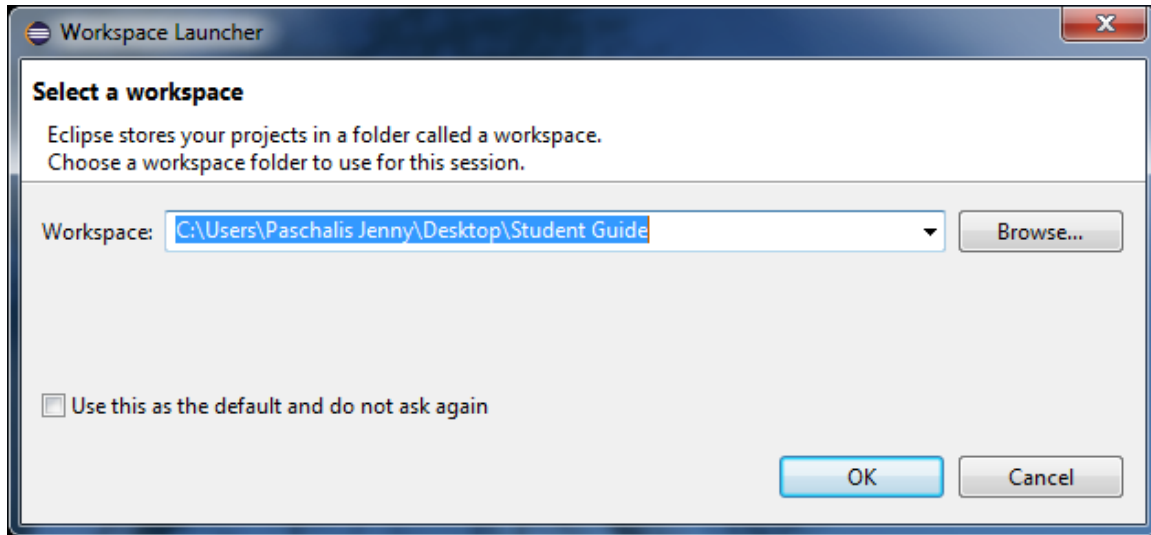 Workspace Launcher
Select a workspace
Eclipse stores your projects in a folder called a workspace.
Choose a workspace folder to use for this session.
Workspace: C:\Users\Paschalis Jenny\Desktop\Student Guide Browse...
Use this as the default and do not ask again
OK Cancel